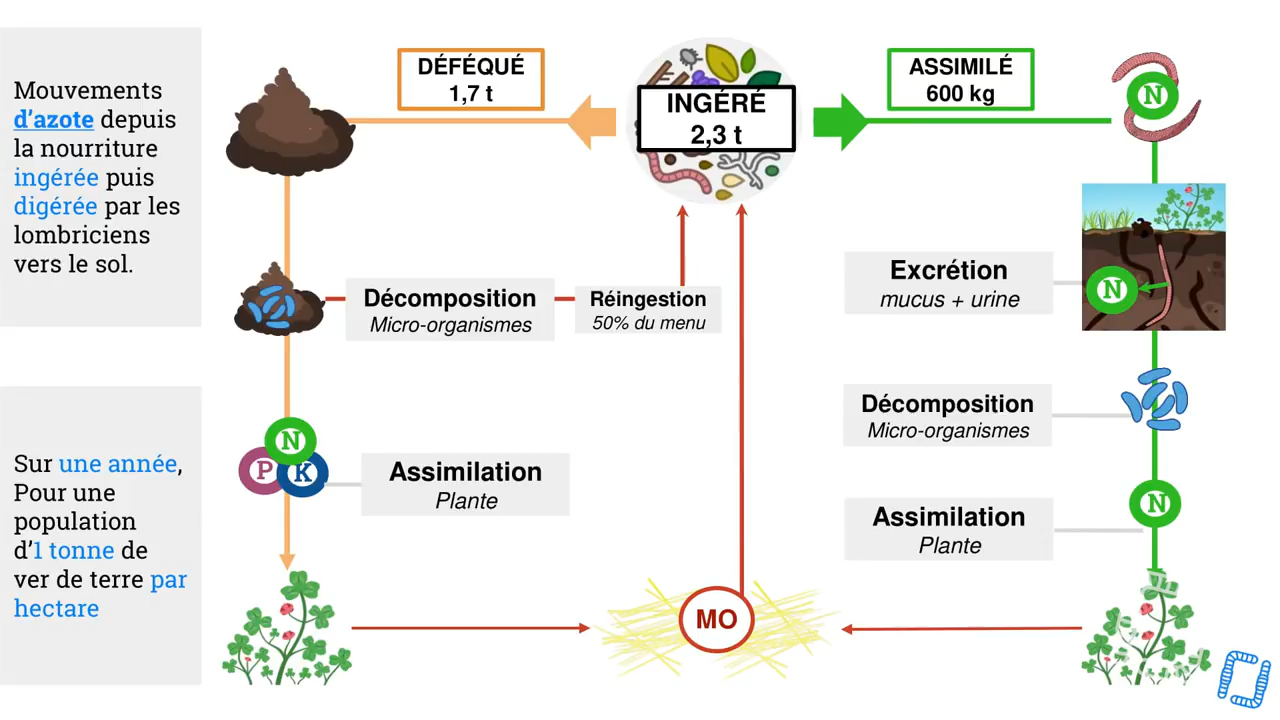 Mouvements
d'azote depuis
la nourriture
ingérée puis
digérée par les
lombriciens
vers le sol.
Sur une année,
Pour une
population
d'1 tonne de
ver de terre par
hectare
DÉFÉQUÉ
1,7 t
INGÉRÉ
2,3 t
ASSIMILÉ
600 kg
N
Décomposition
Micro-organismes
Réingestion
50% du menu
Excrétion
mucus + urine
N
Décomposition
Micro-organismes
N
P
K
Assimilation
Plante
Assimilation
Plante
N
MO